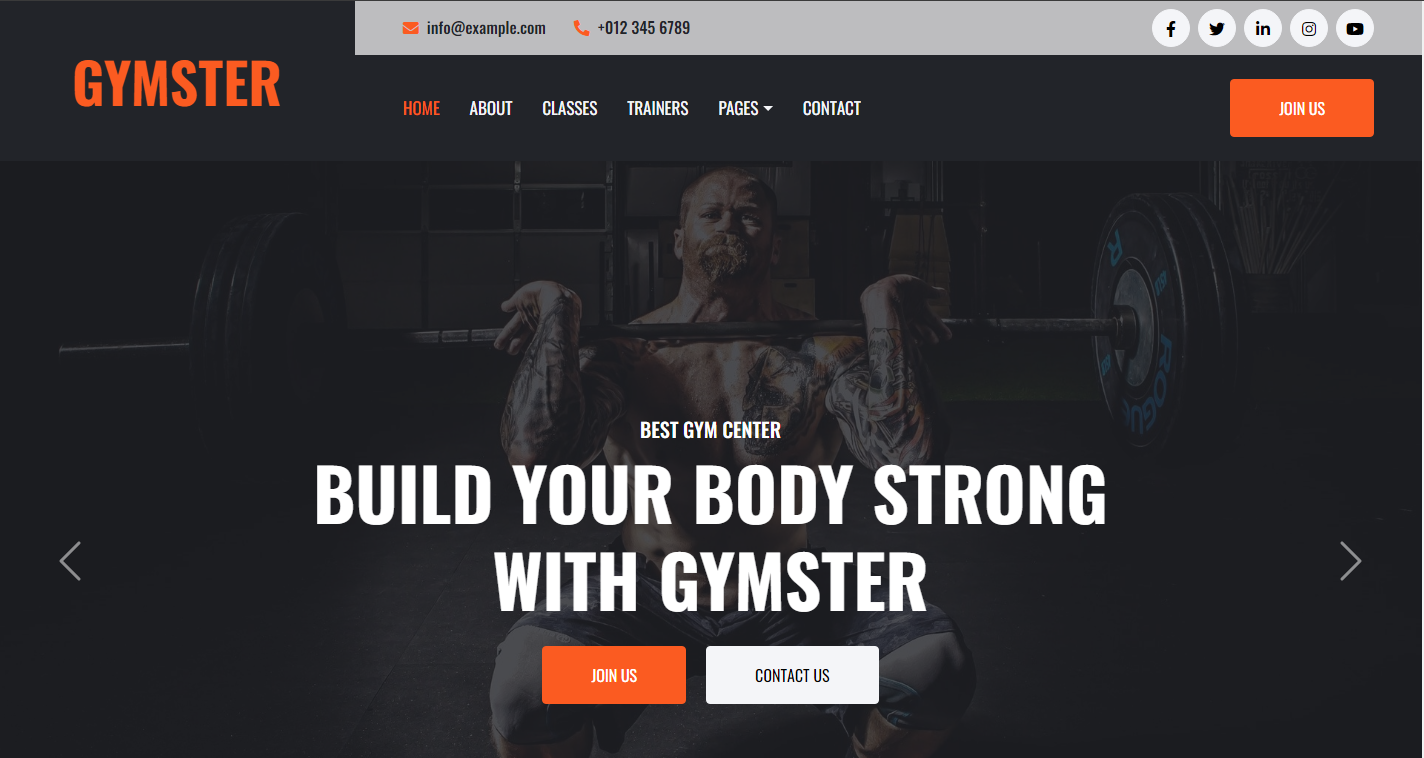 info@example.com +012 345 6789
GYMSTER
HOME ABOUT CLASSES TRAINERS PAGES CONTACT JOIN US
BEST GYM CENTER
BUILD YOUR BODY STRONG
WITH GYMSTER
JOIN US CONTACT US